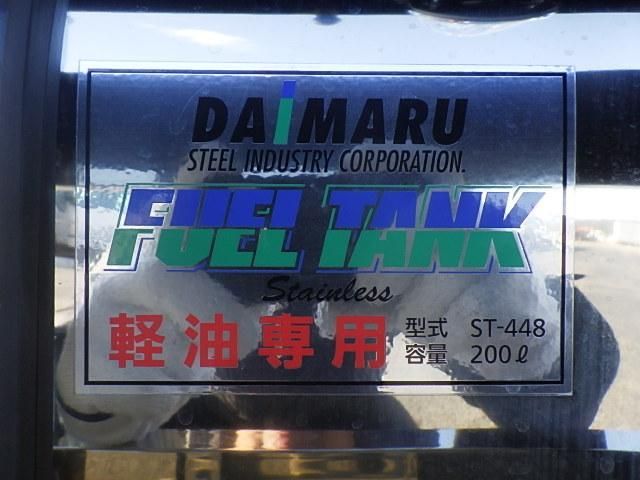 DAiMARU
STEEL INDUSTRY CORPORATION.
FUEL TANK
Stainless
軽油専用
型式 ST-448
容量 200ℓ